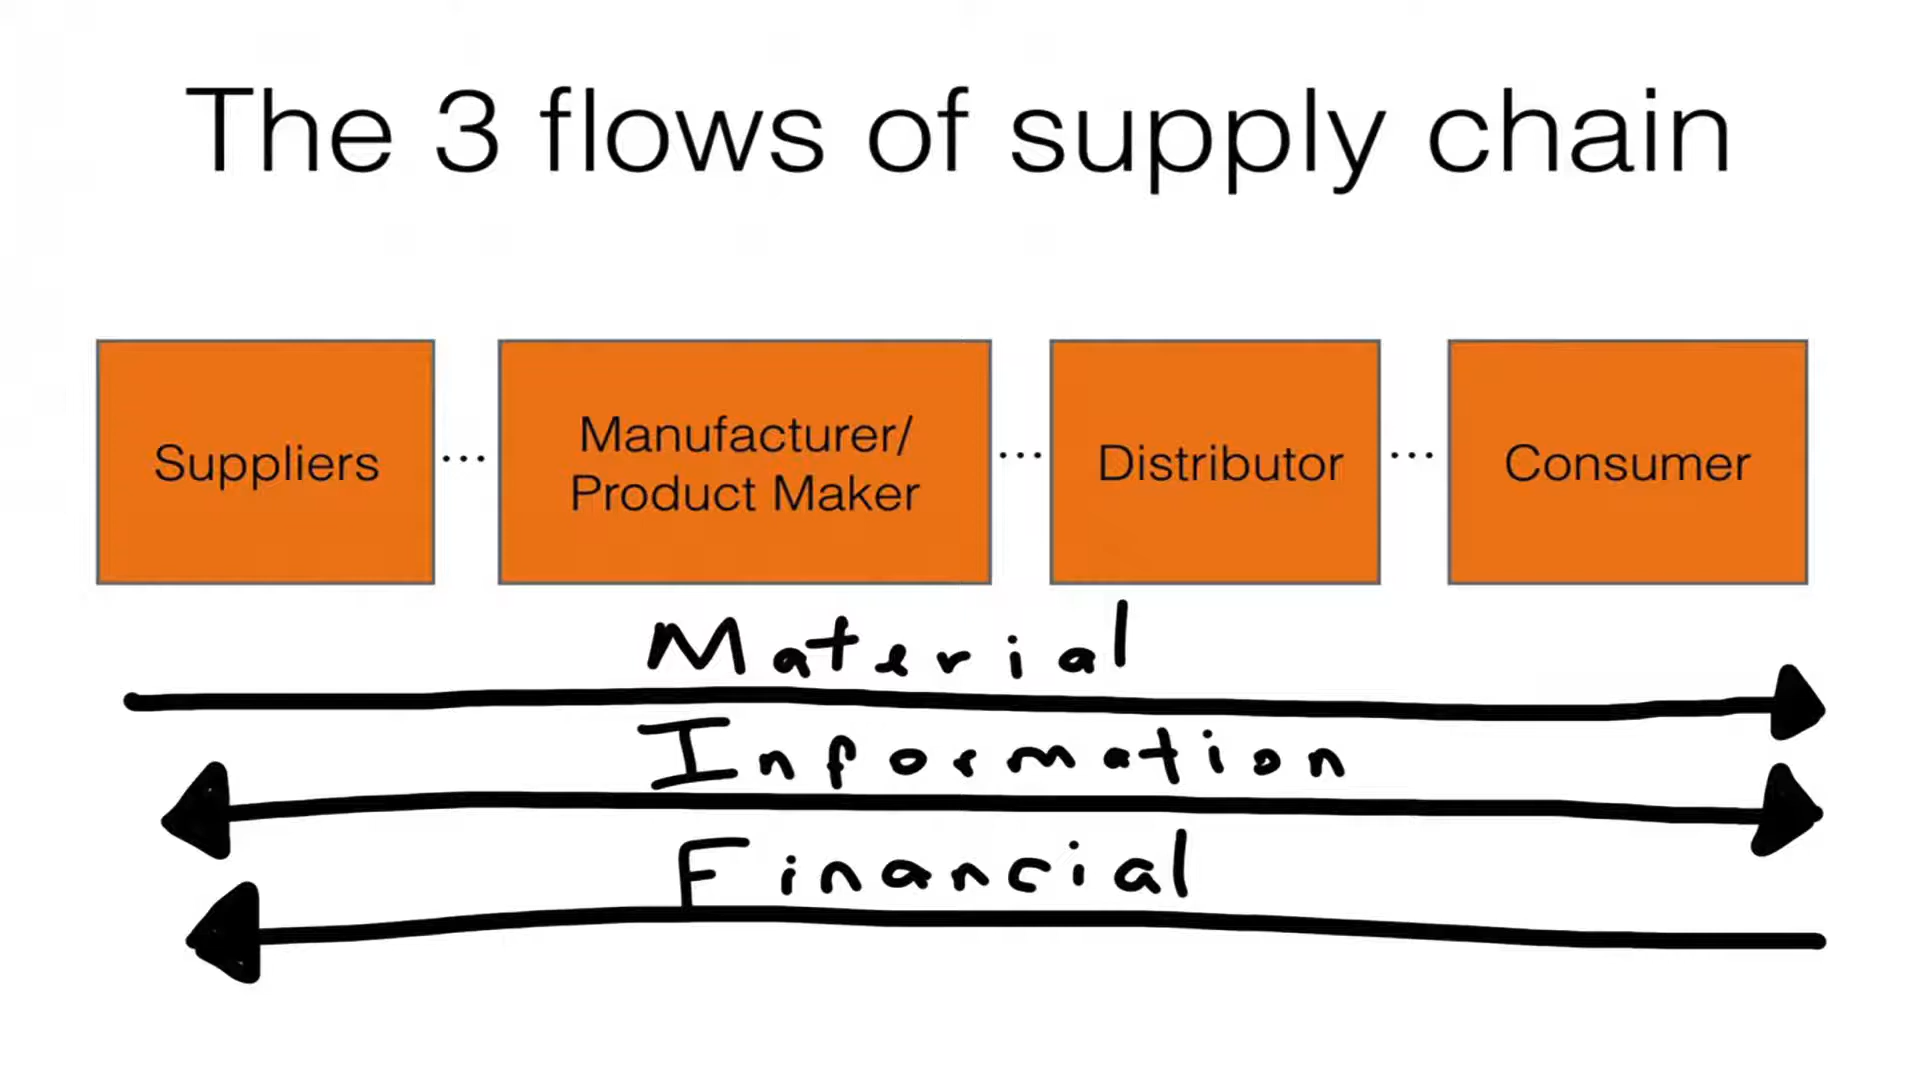 The 3 flows of supply chain
Suppliers
...
Manufacturer/
Product Maker
...
Distributor
...
Consumer
Material
Information
Financial